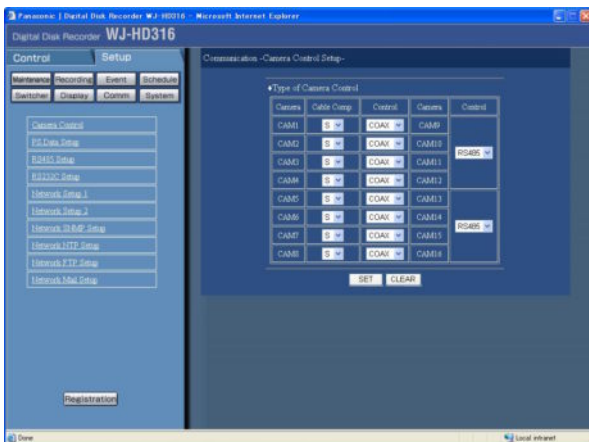 Panasonic | Digital Disk Recorder WJ-HD316 - Microsoft Internet Explorer
Digital Disk Recorder WJ-HD316
Control Setup
Maintenance Recording Event Schedule
Switcher Display Comm System
Camera Control
PS.Data Setup
RS485 Setup
RS232C Setup
Network Setup 1
Network Setup 2
Network SNMP Setup
Network NTP Setup
Network FTP Setup
Network Mail Setup
Registration
Communication -Camera Control Setup-
♦Type of Camera Control
Camera Cable Comp Control Camera Control
CAM1 S COAX CAM9
CAM2 S COAX CAM10
RS485
CAM3 S COAX CAM11
CAM4 S COAX CAM12
CAM5 S COAX CAM13
CAM6 S COAX CAM14
RS485
CAM7 S COAX CAM15
CAM8 S COAX CAM16
SET CLEAR
Done Local intranet